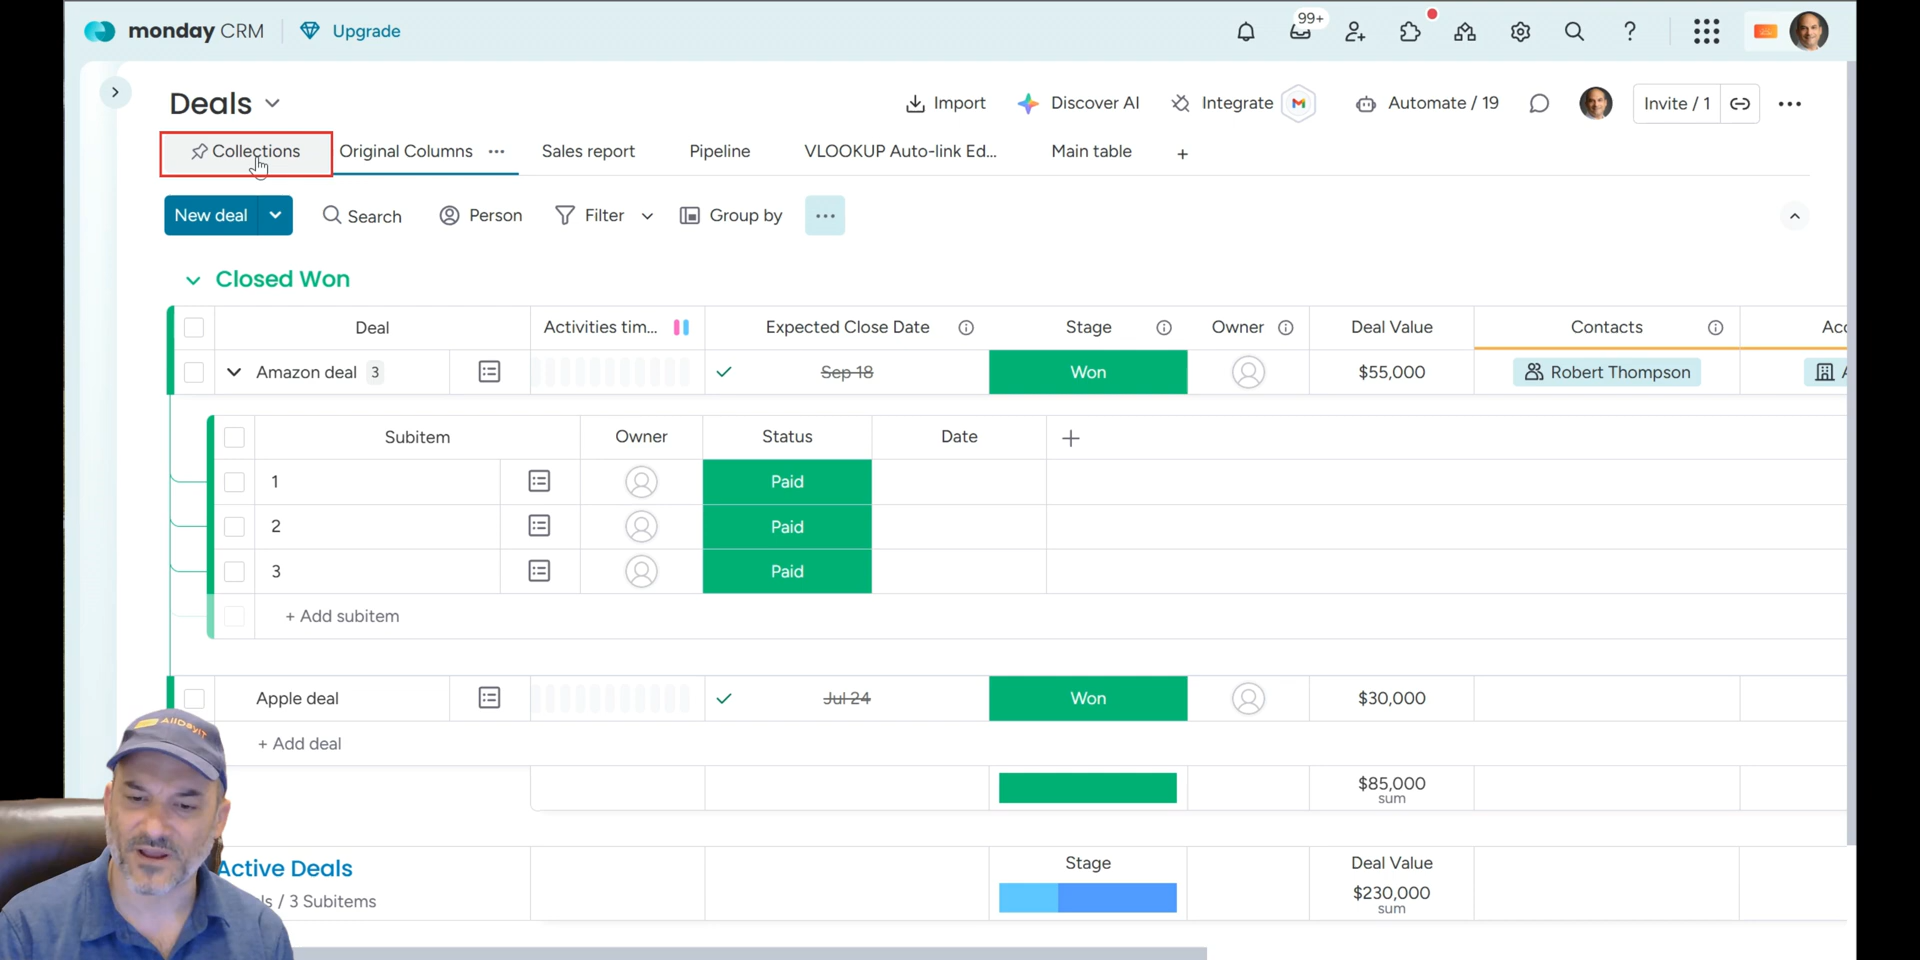 monday CRM Upgrade 99+
Deals Import Discover AI Integrate Automate / 19 Invite / 1
Collections Original Columns Sales report Pipeline VLOOKUP Auto-link Ed... Main table
New deal Search Person Filter Group by
Closed Won
Deal Activities tim... Expected Close Date Stage Owner Deal Value Contacts
Amazon deal 3 Sep 18 Won $55,000 Robert Thompson
Subitem Owner Status Date
1 Paid
2 Paid
3 Paid
+ Add subitem
Apple deal Jul 24 Won $30,000
+ Add deal
$85,000
sum
Active Deals Stage Deal Value
/ 3 Subitems $230,000
sum
AllDayIT